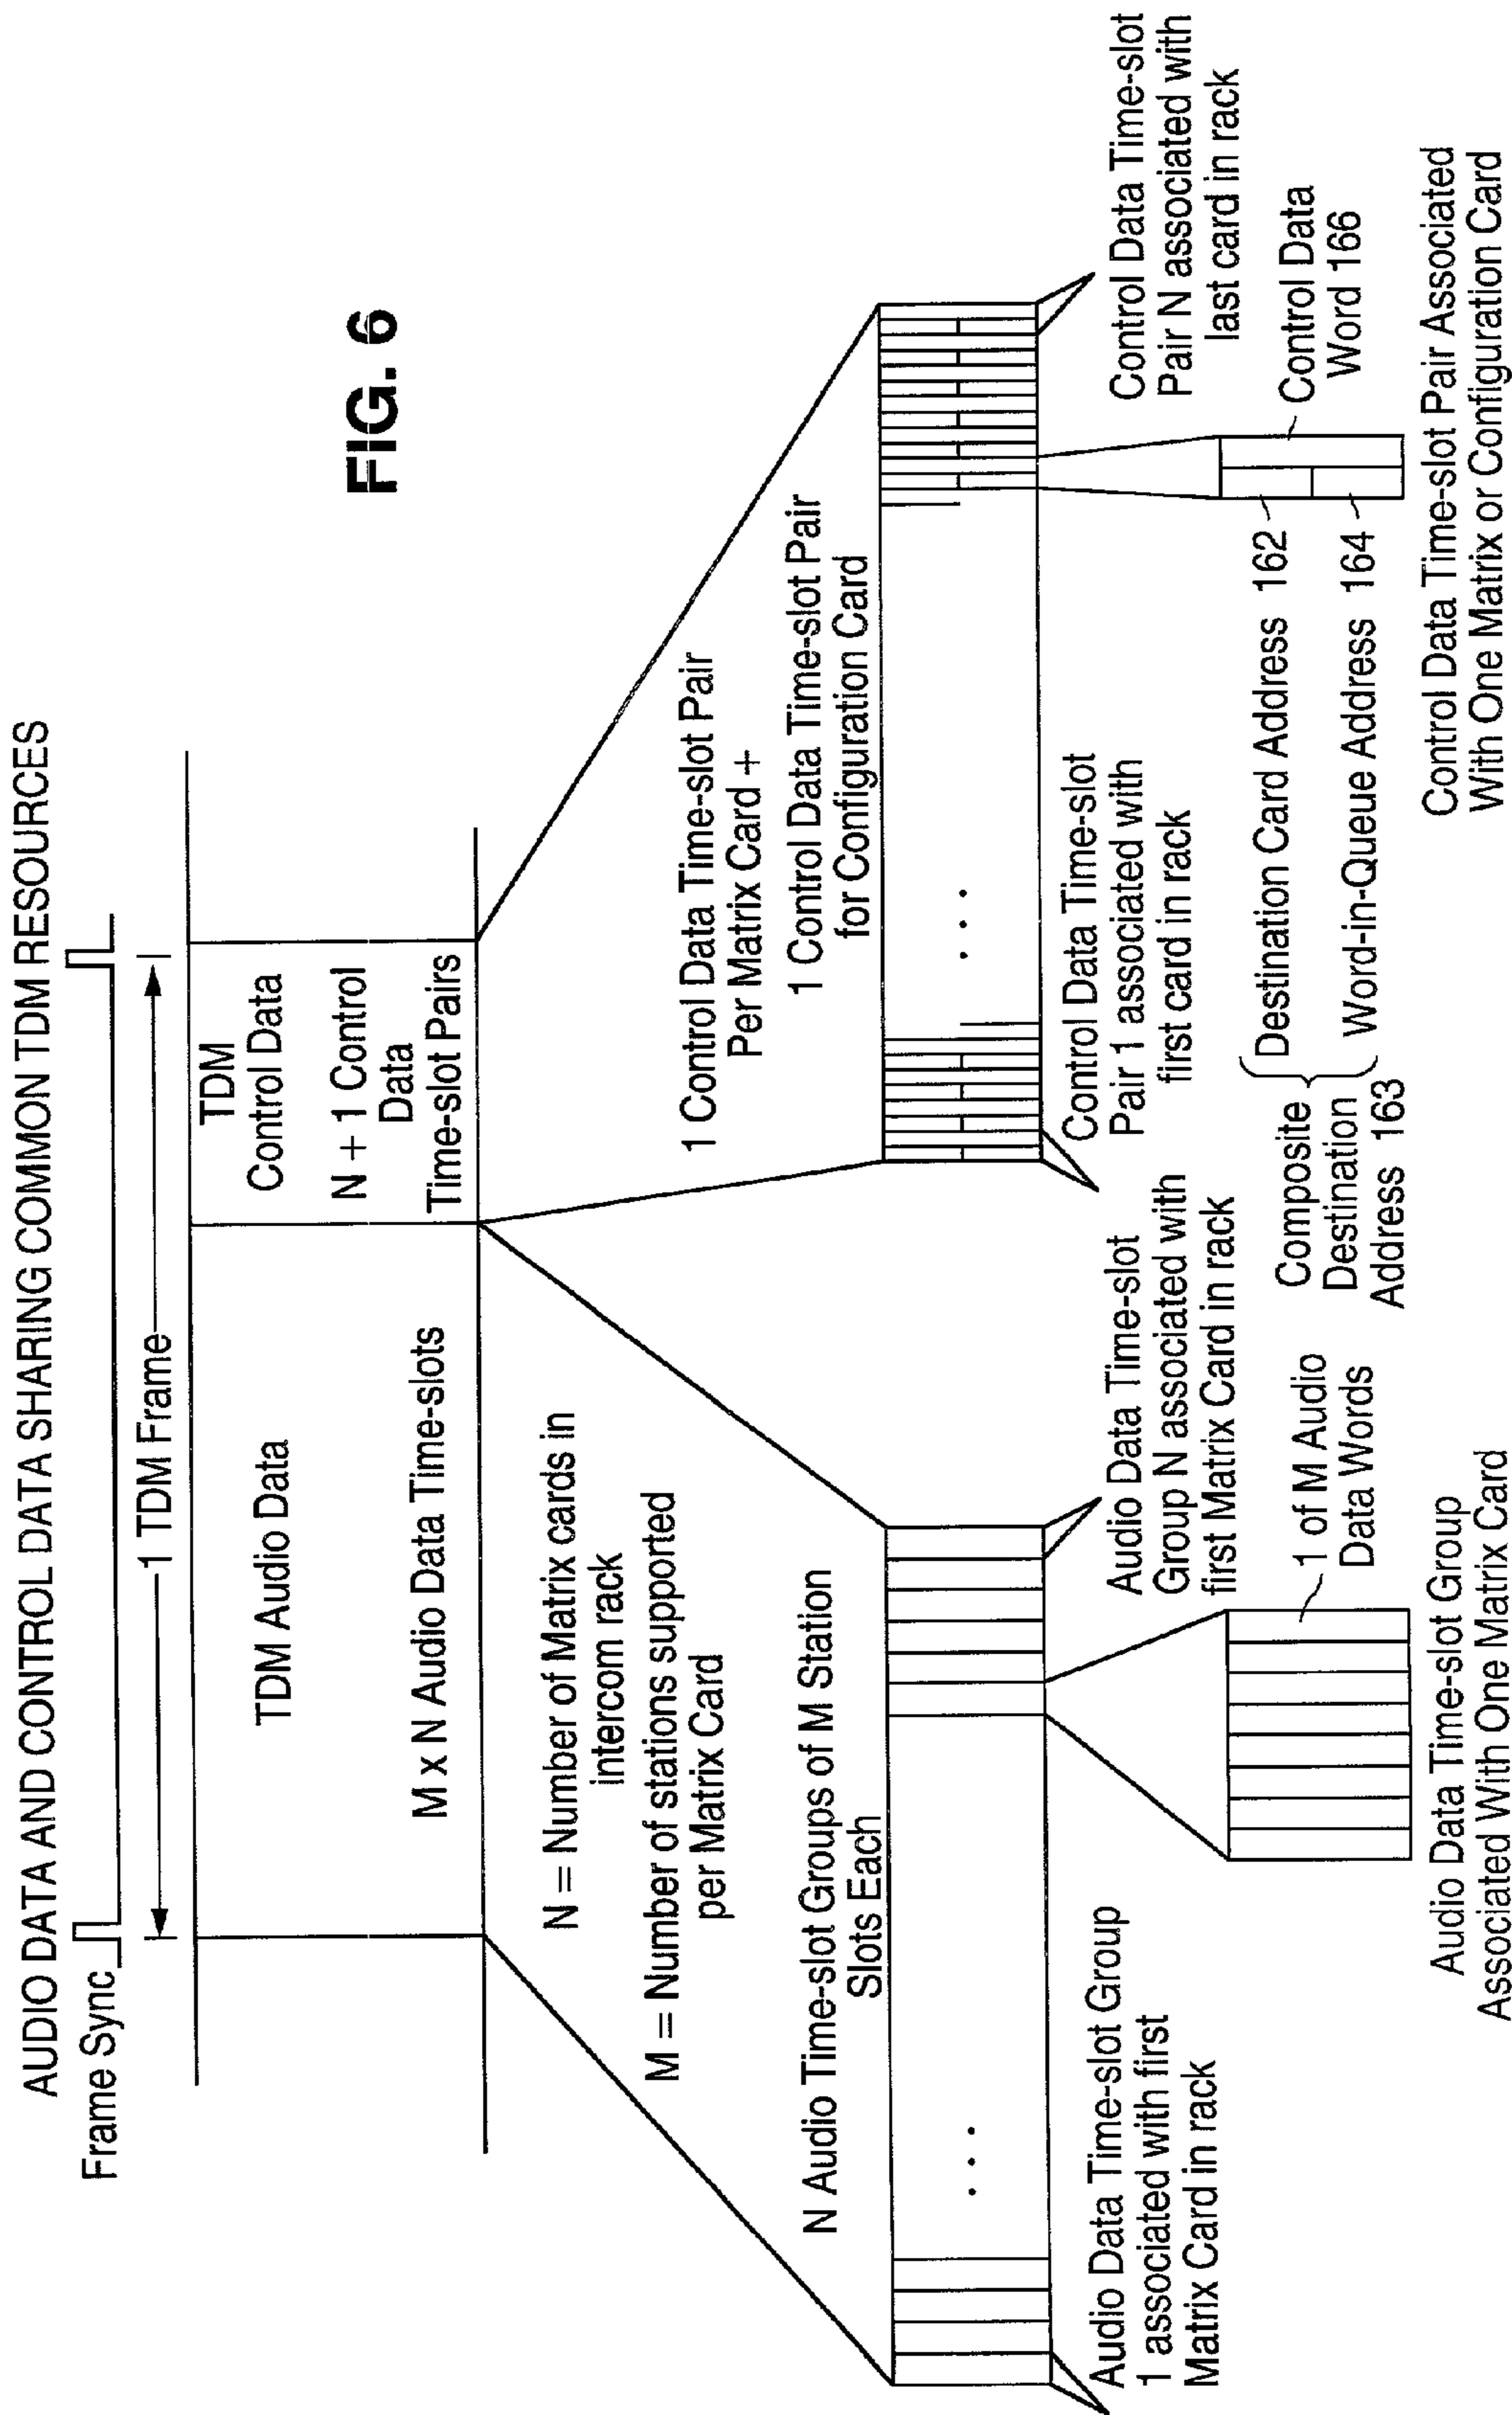 AUDIO DATA AND CONTROL DATA SHARING COMMON TDM RESOURCES
Frame Sync
1 TDM Frame
TDM Audio Data
M x N Audio Data Time-slots
TDM
Control Data
N + 1 Control
Data
Time-slot Pairs
FIG. 6
N = Number of Matrix cards in
intercom rack
M = Number of stations supported
per Matrix Card
N Audio Time-slot Groups of M Station
Slots Each
1 Control Data Time-slot Pair
Per Matrix Card +
1 Control Data Time-slot Pair
for Configuration Card
. . .
. . .
Audio Data Time-slot Group
1 associated with first
Matrix Card in rack
Audio Data Time-slot
Group N associated with
first Matrix Card in rack
Control Data Time-slot
Pair 1 associated with
first card in rack
Control Data Time-slot
Pair N associated with
last card in rack
1 of M Audio
Data Words
Audio Data Time-slot Group
Associated With One Matrix Card
Composite
Destination
Address 163
Destination Card Address 162
Word-in-Queue Address 164
Control Data
Word 166
Control Data Time-slot Pair Associated
With One Matrix or Configuration Card